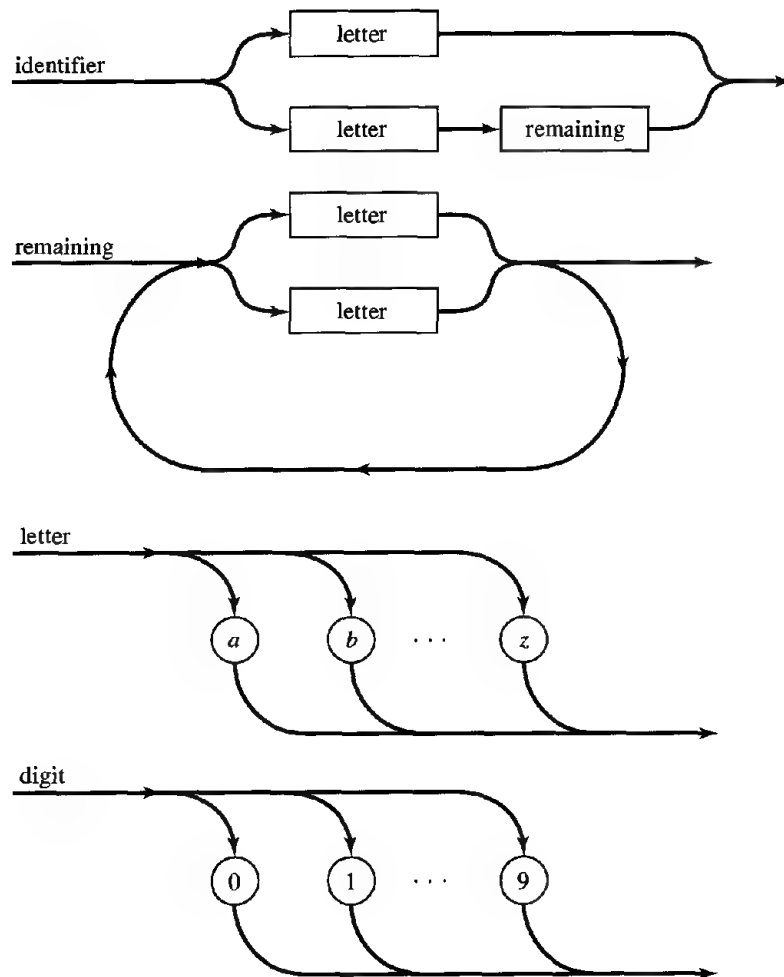 letter
identifier
letter remaining
letter
remaining
letter
letter
a b ... z
digit
0 1 ... 9